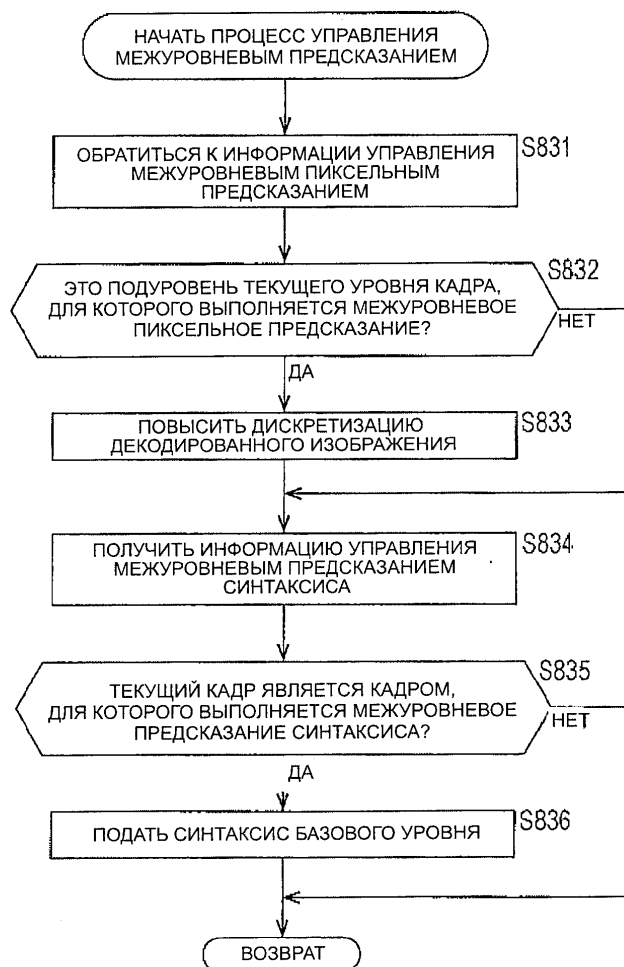 НАЧАТЬ ПРОЦЕСС УПРАВЛЕНИЯ
МЕЖУРОВНЕВЫМ ПРЕДСКАЗАНИЕМ
S831
ОБРАТИТЬСЯ К ИНФОРМАЦИИ УПРАВЛЕНИЯ
МЕЖУРОВНЕВЫМ ПИКСЕЛЬНЫМ
ПРЕДСКАЗАНИЕМ
S832
ЭТО ПОДУРОВЕНЬ ТЕКУЩЕГО УРОВНЯ КАДРА,
ДЛЯ КОТОРОГО ВЫПОЛНЯЕТСЯ МЕЖУРОВНЕВОЕ
ПИКСЕЛЬНОЕ ПРЕДСКАЗАНИЕ?
НЕТ
ДА
ПОВЫСИТЬ ДИСКРЕТИЗАЦИЮ
ДЕКОДИРОВАННОГО ИЗОБРАЖЕНИЯ
S833
ПОЛУЧИТЬ ИНФОРМАЦИЮ УПРАВЛЕНИЯ
МЕЖУРОВНЕВЫМ ПРЕДСКАЗАНИЕМ
СИНТАКСИСА
S834
S835
ТЕКУЩИЙ КАДР ЯВЛЯЕТСЯ КАДРОМ,
ДЛЯ КОТОРОГО ВЫПОЛНЯЕТСЯ МЕЖУРОВНЕВОЕ
ПРЕДСКАЗАНИЕ СИНТАКСИСА?
НЕТ
ДА
ПОДАТЬ СИНТАКСИС БАЗОВОГО УРОВНЯ
S836
ВОЗВРАТ